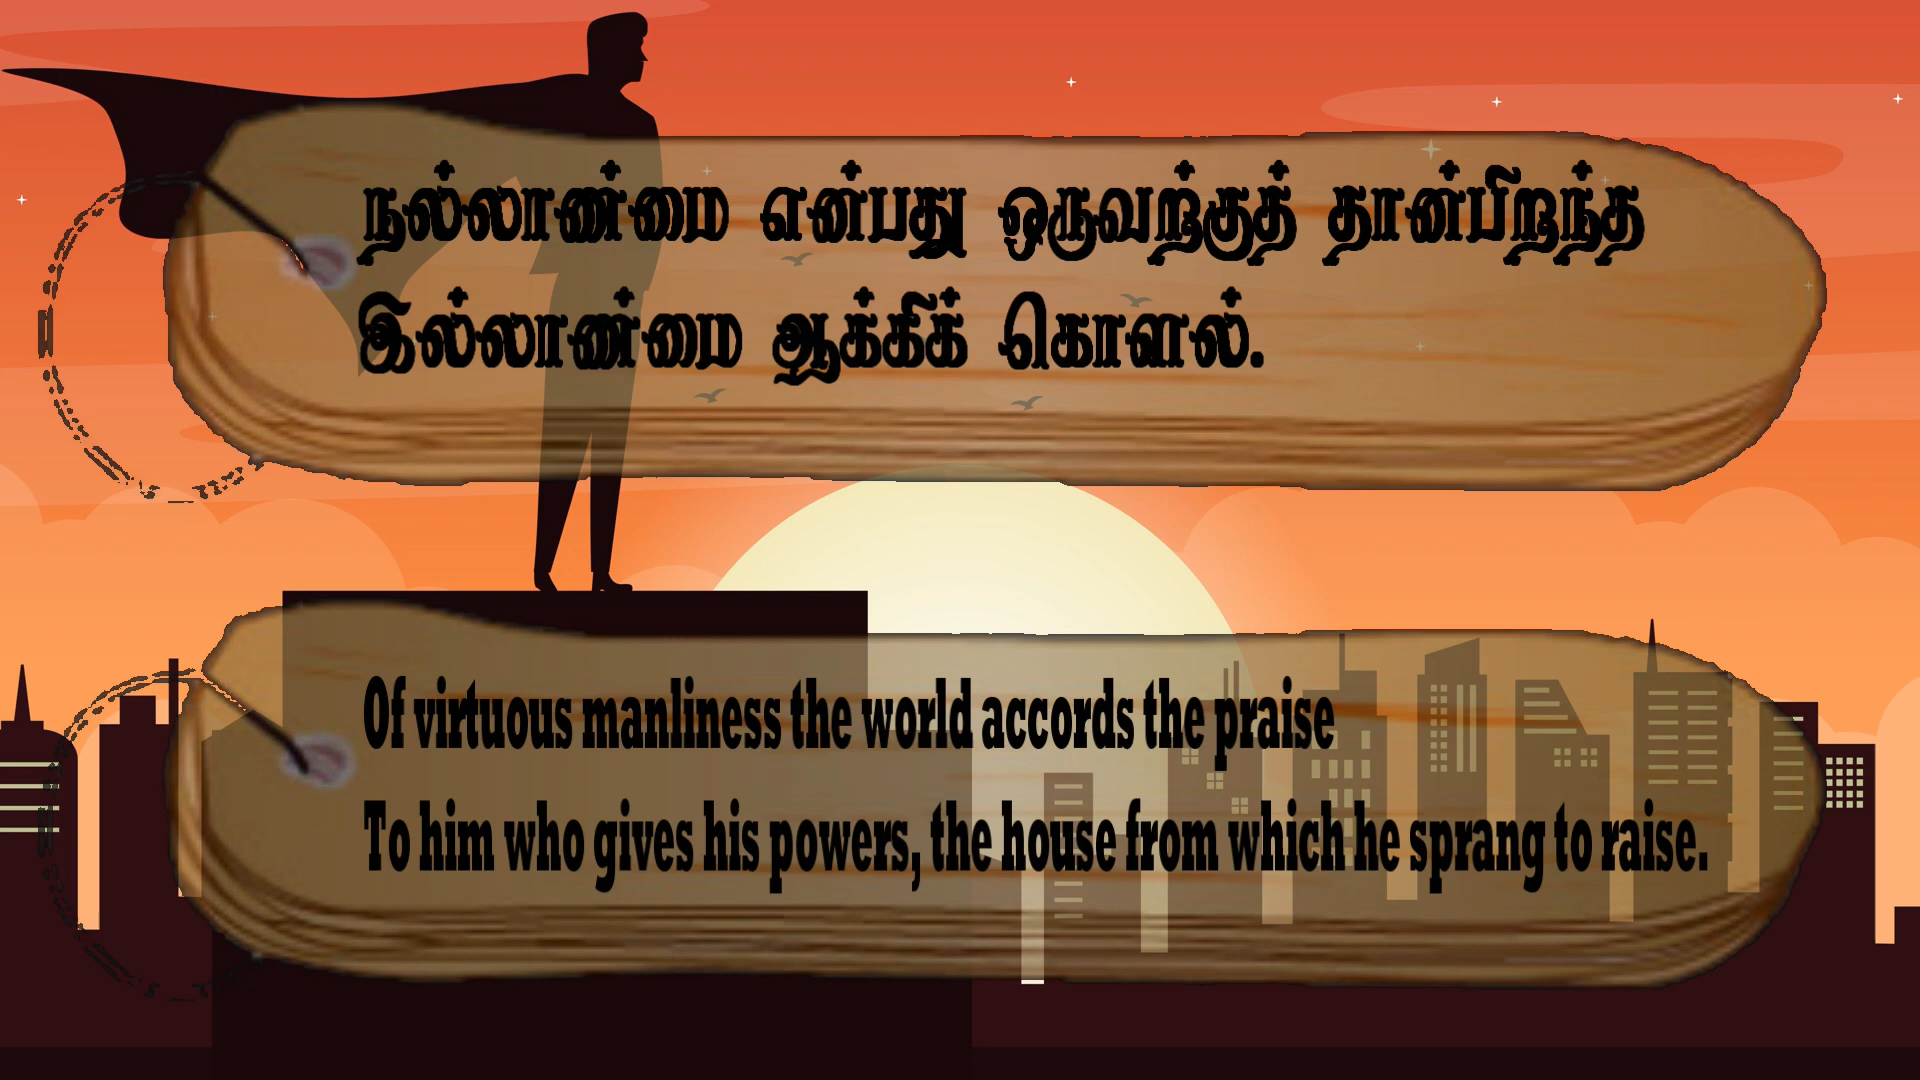 நல்லாண்மை என்பது ஒருவற்குத் தான்பிறந்த
இல்லாண்மை ஆக்கிக் கொளல்.
Of virtuous manliness the world accords the praise
To him who gives his powers, the house from which he sprang to raise.